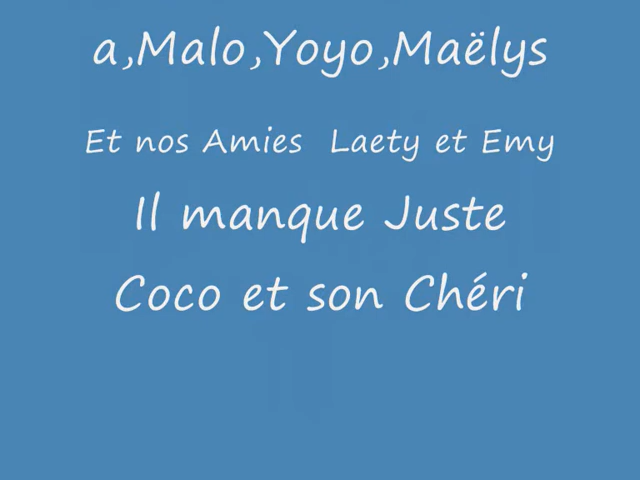 a,Malo,Yoyo,Maëlys
Et nos Amies Laety et Emy
Il manque Juste
Coco et son Chéri